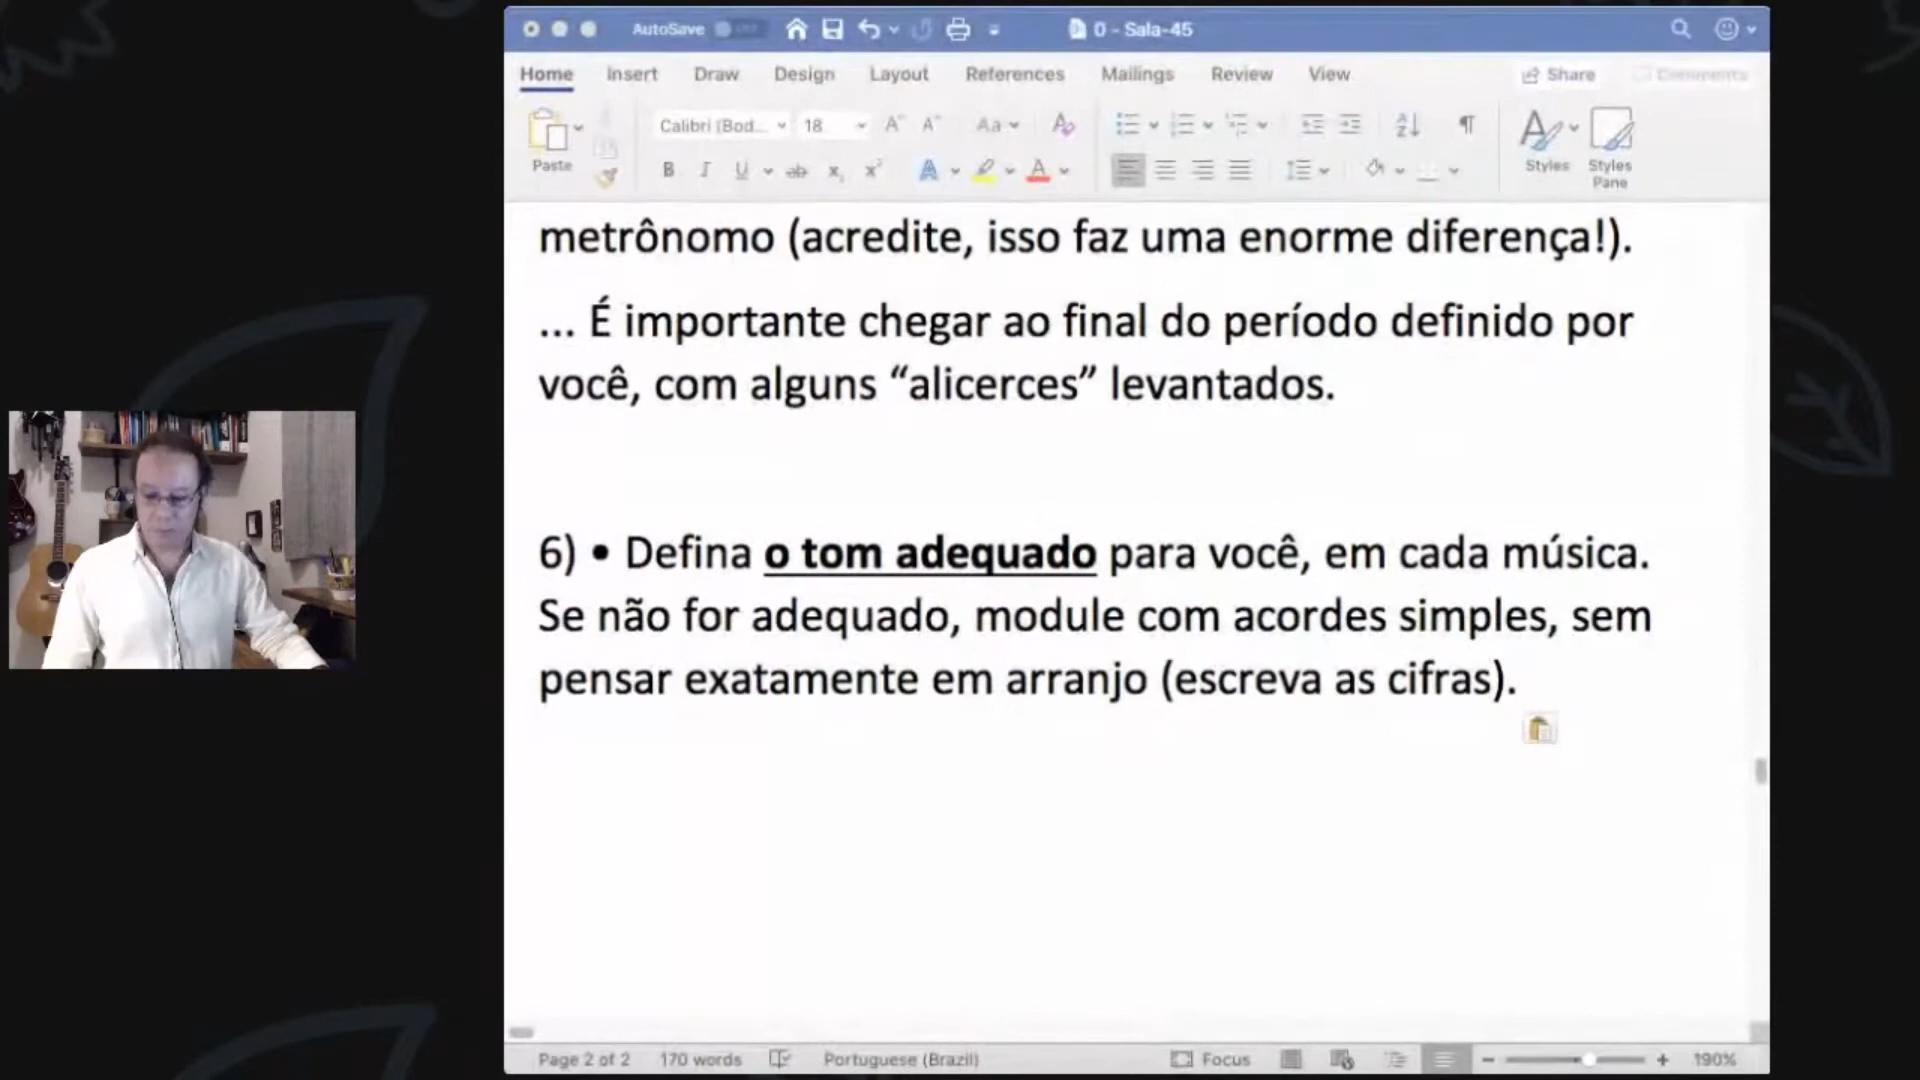 AutoSave
0 - Sala-45
Home Insert Draw Design Layout References Mailings Review View Share Comments
Calibri (Bod... 18
Paste
Styles Styles
Pane
metrônomo (acredite, isso faz uma enorme diferença!).
... É importante chegar ao final do período definido por
você, com alguns “alicerces” levantados.
6) • Defina o tom adequado para você, em cada música.
Se não for adequado, module com acordes simples, sem
pensar exatamente em arranjo (escreva as cifras).
Page 2 of 2 170 words Portuguese (Brazil) Focus 190%